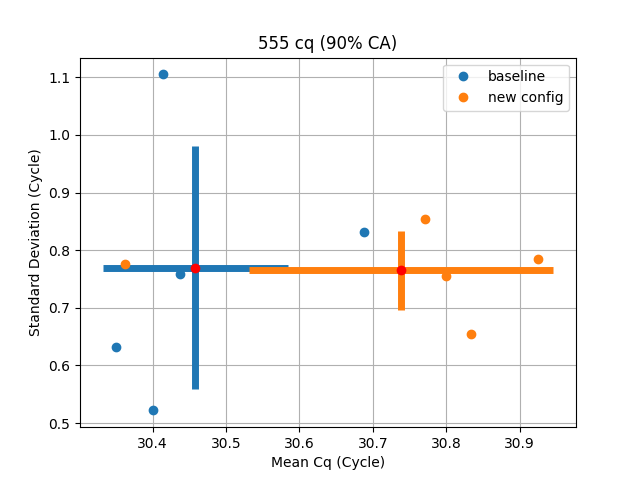 555 cq (90% CA)
baseline
new config
Standard Deviation (Cycle)
1.1
1.0
0.9
0.8
0.7
0.6
0.5
30.4 30.5 30.6 30.7 30.8 30.9
Mean Cq (Cycle)